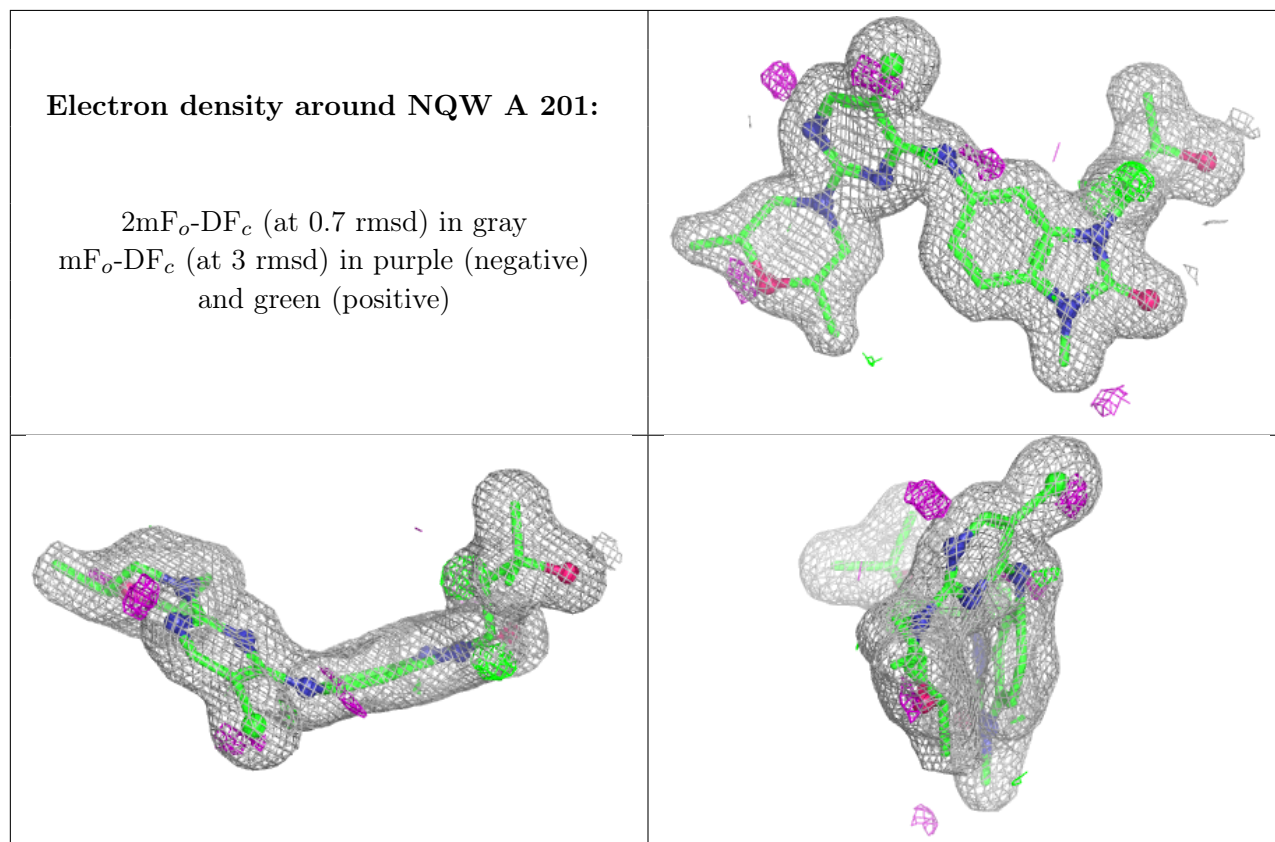 Electron density around NQW A 201:
2mFₒ-DF𝒸 (at 0.7 rmsd) in gray
mFₒ-DF𝒸 (at 3 rmsd) in purple (negative)
and green (positive)